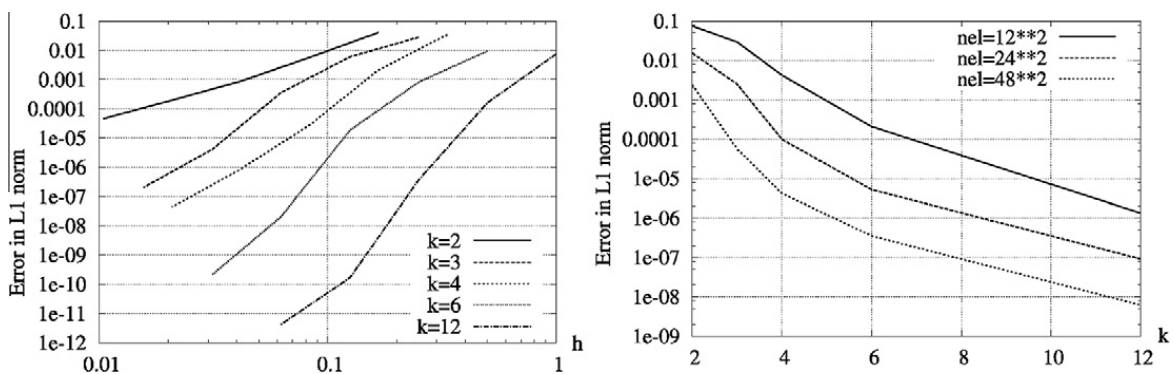 Error in L1 norm
0.1
0.01
0.001
0.0001
1e-05
1e-06
1e-07
1e-08
1e-09
1e-10
1e-11
1e-12
0.01
0.1
1
h
k=2
k=3
k=4
k=6
k=12
Error in L1 norm
0.1
0.01
0.001
0.0001
1e-05
1e-06
1e-07
1e-08
1e-09
2
4
6
8
10
12
k
nel=12**2
nel=24**2
nel=48**2